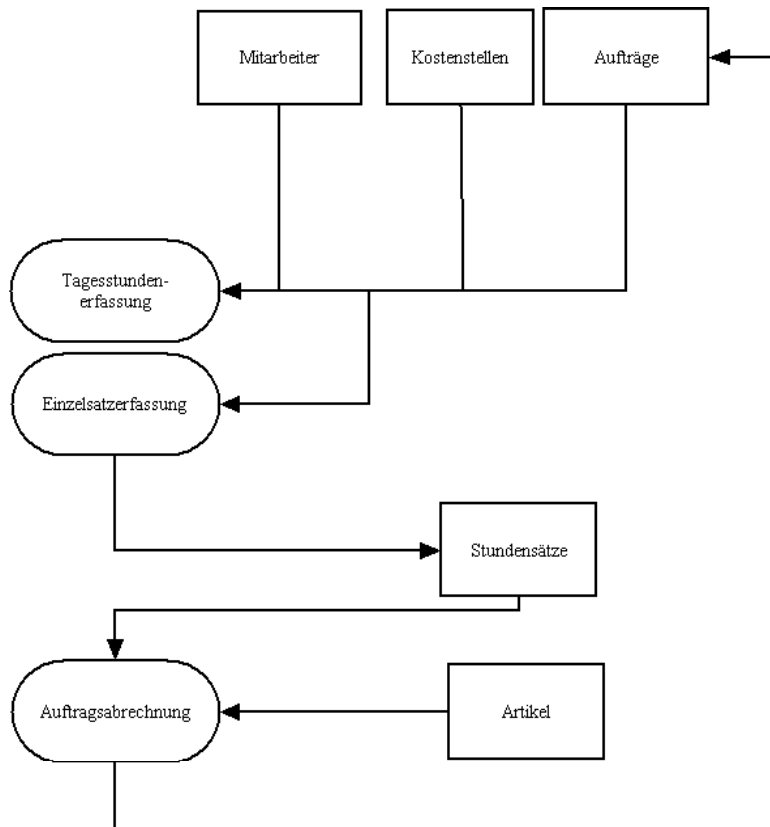 Mitarbeiter
Kostenstellen
Aufträge
Tagesstunden-
erfassung
Einzelsatzerfassung
Stundensätze
Auftragsabrechnung
Artikel